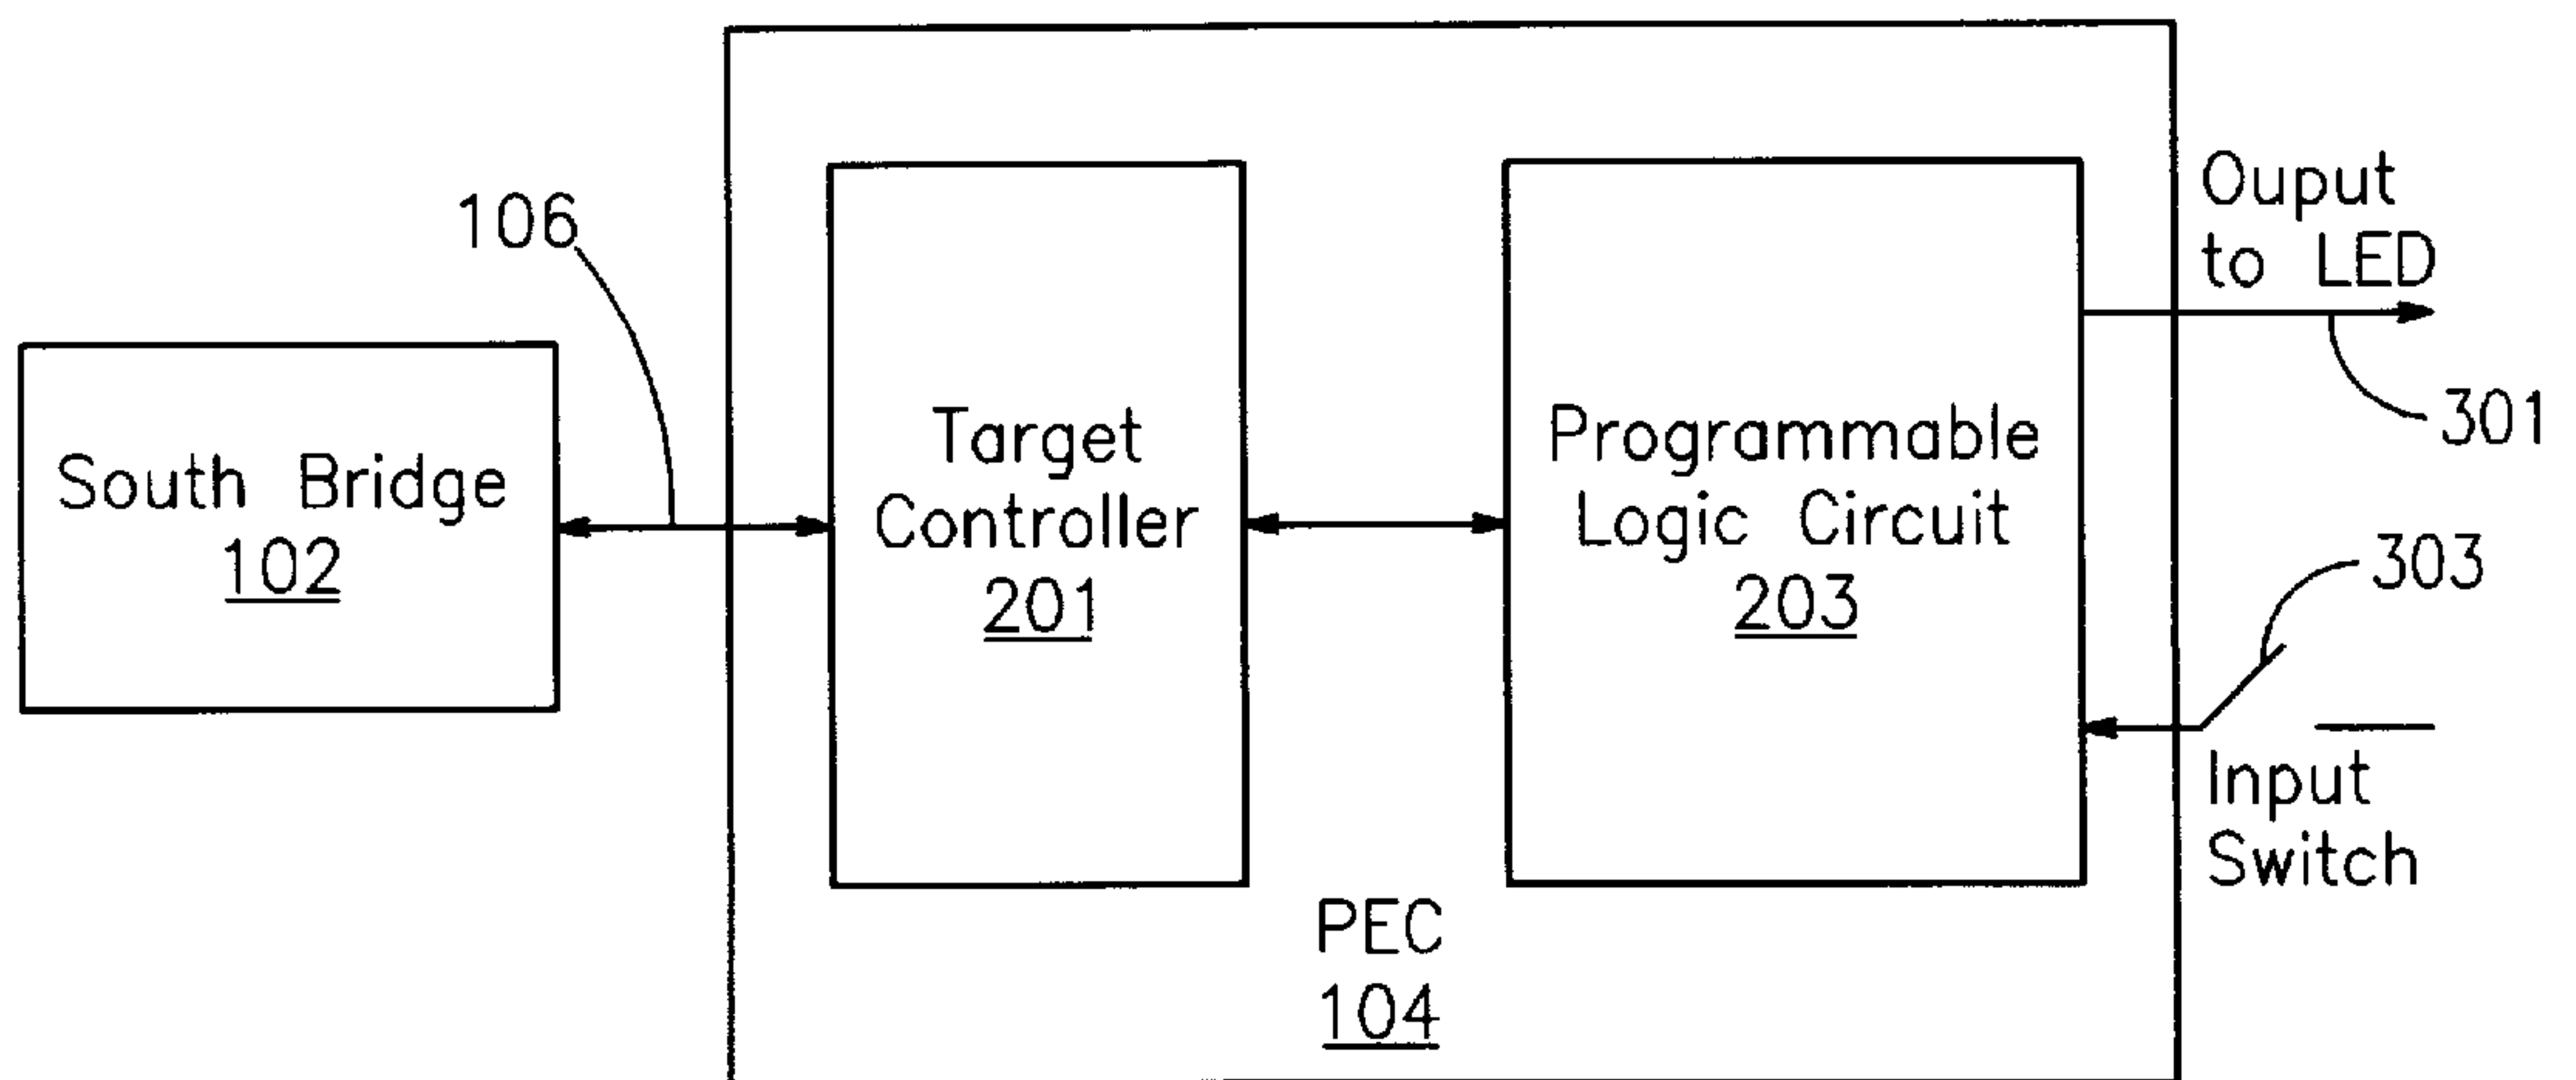 106
South Bridge
102
Target
Controller
201
Programmable
Logic Circuit
203
Ouput
to LED
301
303
Input
Switch
PEC
104